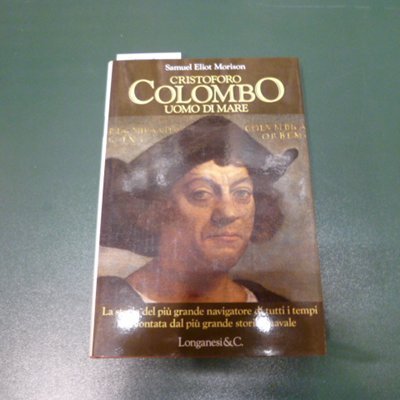 Samuel Eliot Morison
CRISTOFORO
COLOMBO
UOMO DI MARE
La del più grande navigatore di tutti i tempi
dal più grande navale
Longanesi & C.